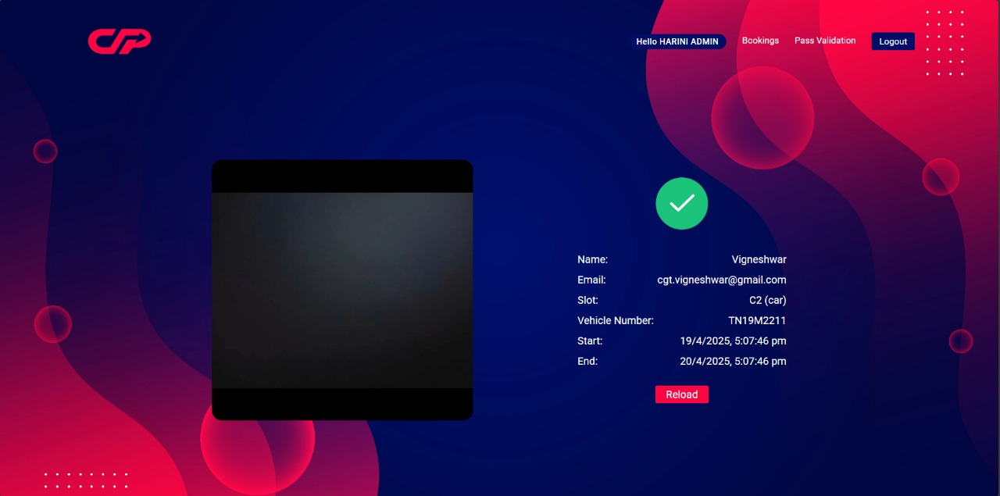 CP
Hello HARINI ADMIN Bookings Pass Validation Logout
Name: Vigneshwar
Email: cgt.vigneshwar@gmail.com
Slot: C2 (car)
Vehicle Number: TN19M2211
Start: 19/4/2025, 5:07:46 pm
End: 20/4/2025, 5:07:46 pm
Reload